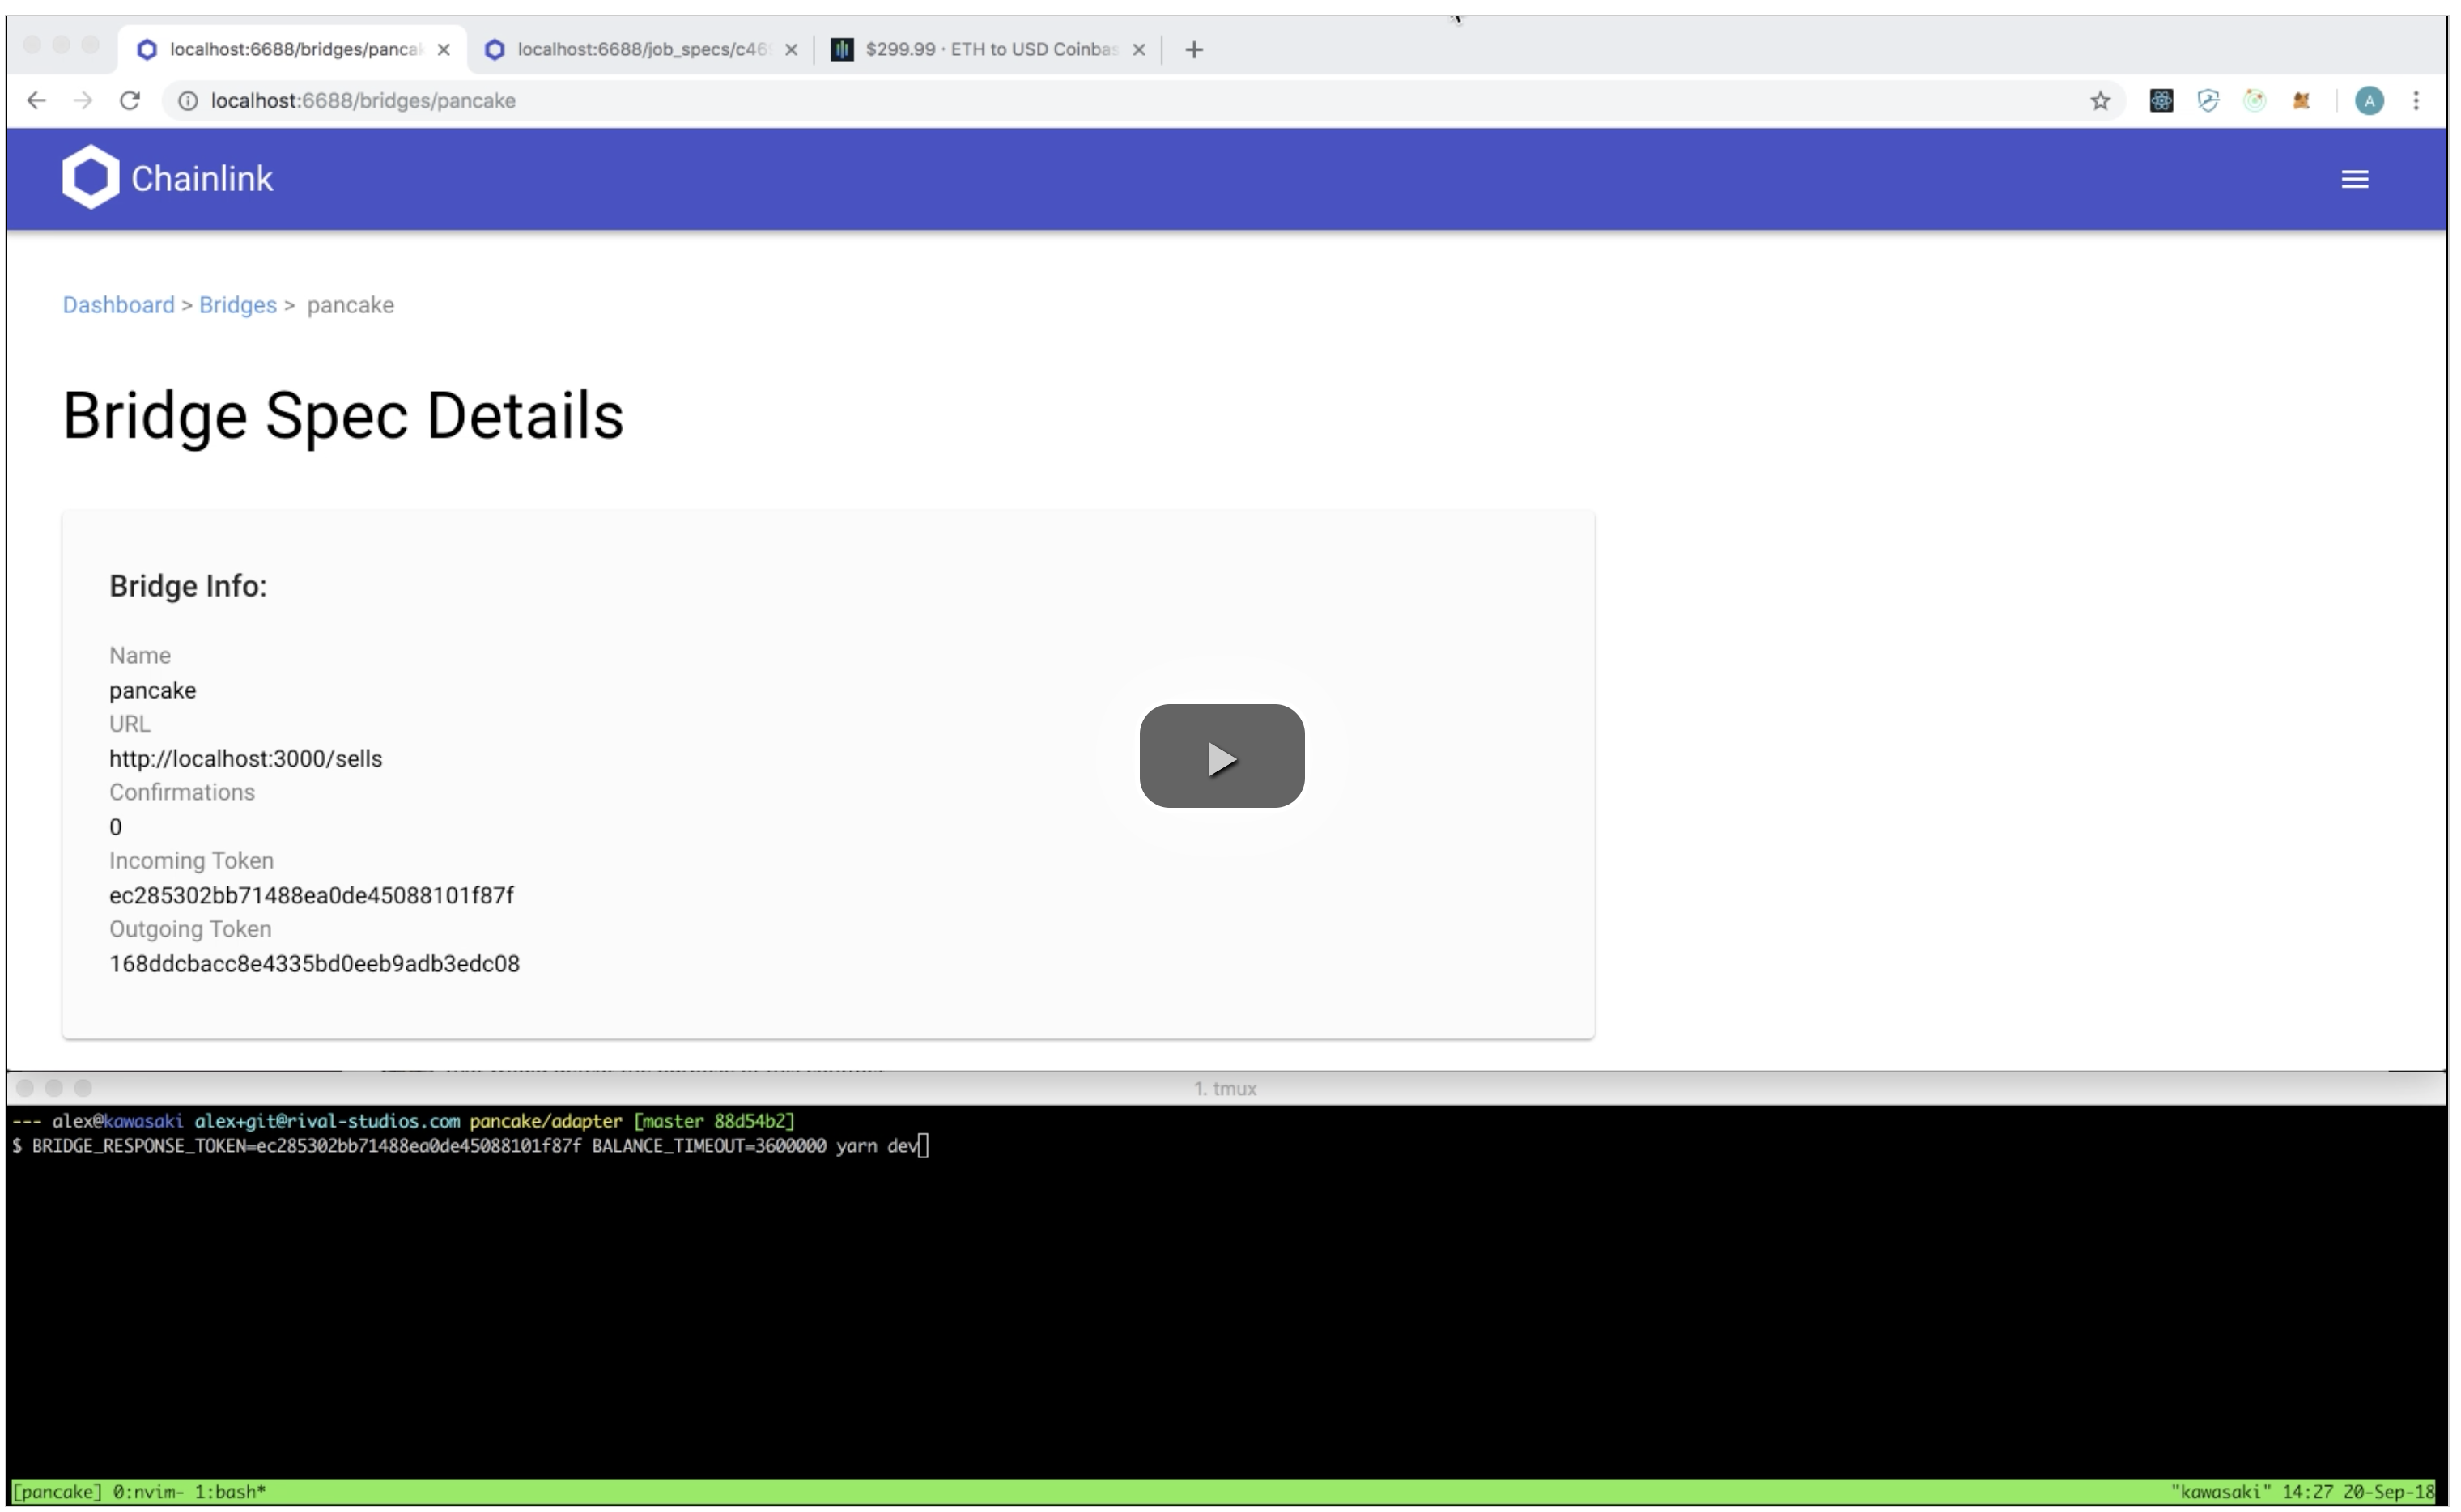 localhost:6688/bridges/panca
localhost:6688/job_specs/c46
$299.99 · ETH to USD Coinbas
localhost:6688/bridges/pancake
A
Chainlink
Dashboard > Bridges > pancake
Bridge Spec Details
Bridge Info:
Name
pancake
URL
http://localhost:3000/sells
Confirmations
0
Incoming Token
ec285302bb71488ea0de45088101f87f
Outgoing Token
168ddcbacc8e4335bd0eeb9adb3edc08
1. tmux
--- alex@kawasaki alex+git@rival-studios.com pancake/adapter [master 88d54b2]
$ BRIDGE_RESPONSE_TOKEN=ec285302bb71488ea0de45088101f87f BALANCE_TIMEOUT=3600000 yarn dev
[pancake] 0:nvim- 1:bash* "kawasaki" 14:27 20-Sep-18